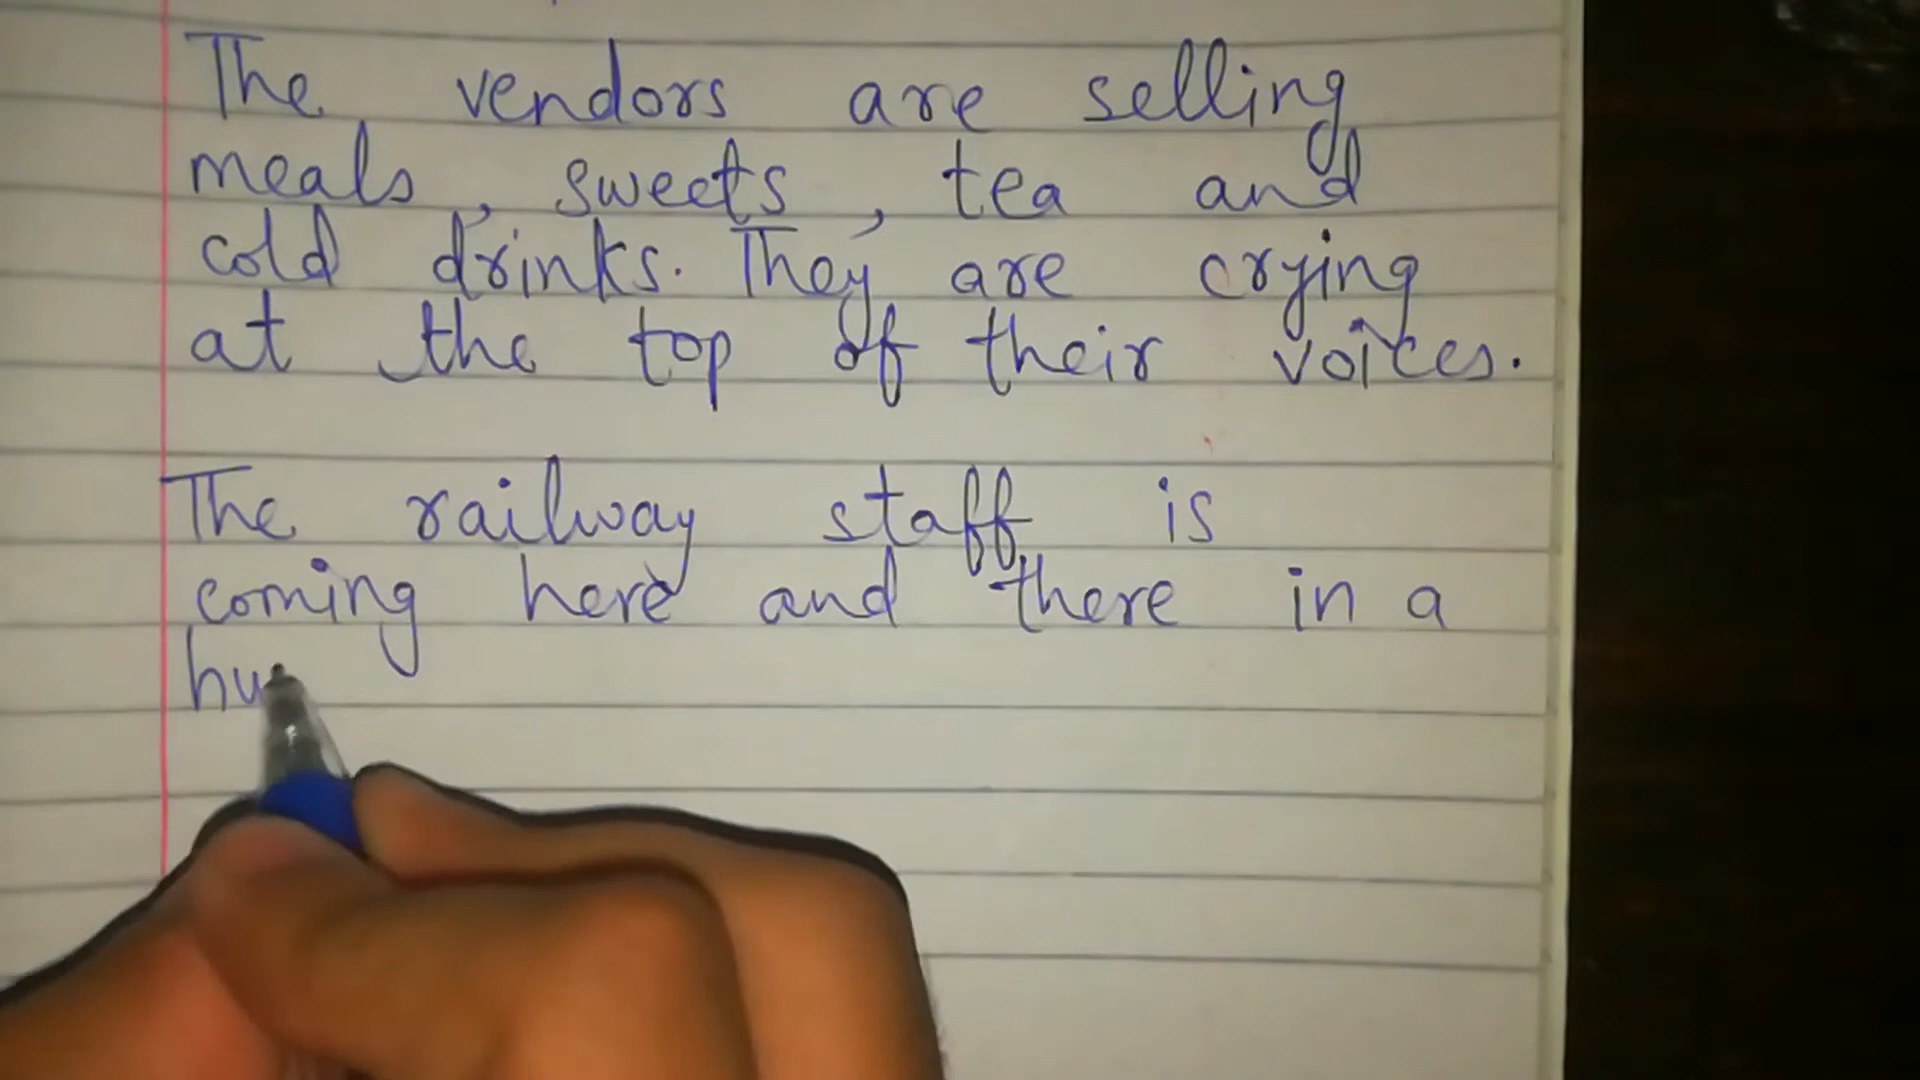 The vendors are selling
meals, sweets, tea and
cold drinks. They are crying
at the top of their voices.
The railway staff is
coming here and there in a
hu